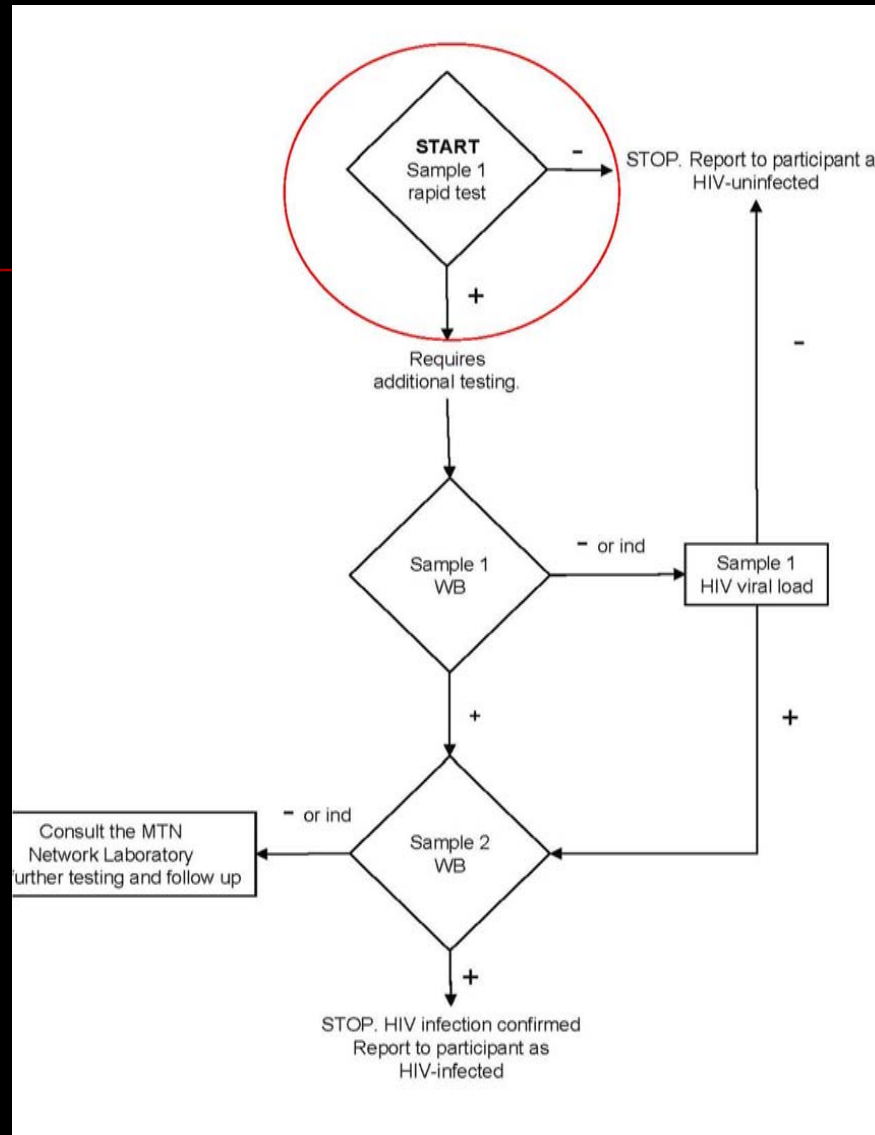 START
Sample 1
rapid test
-
STOP. Report to participant a
HIV-uninfected
+
Requires
additional testing.
-
Sample 1
WB
- or ind
Sample 1
HIV viral load
+
+
Sample 2
WB
- or ind
Consult the MTN
Network Laboratory
urther testing and follow up
+
STOP. HIV infection confirmed
Report to participant as
HIV-infected